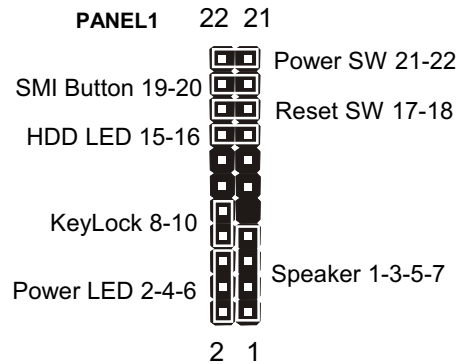 PANEL1 22 21
Power SW 21-22
SMI Button 19-20
Reset SW 17-18
HDD LED 15-16
KeyLock 8-10
Speaker 1-3-5-7
Power LED 2-4-6
2 1